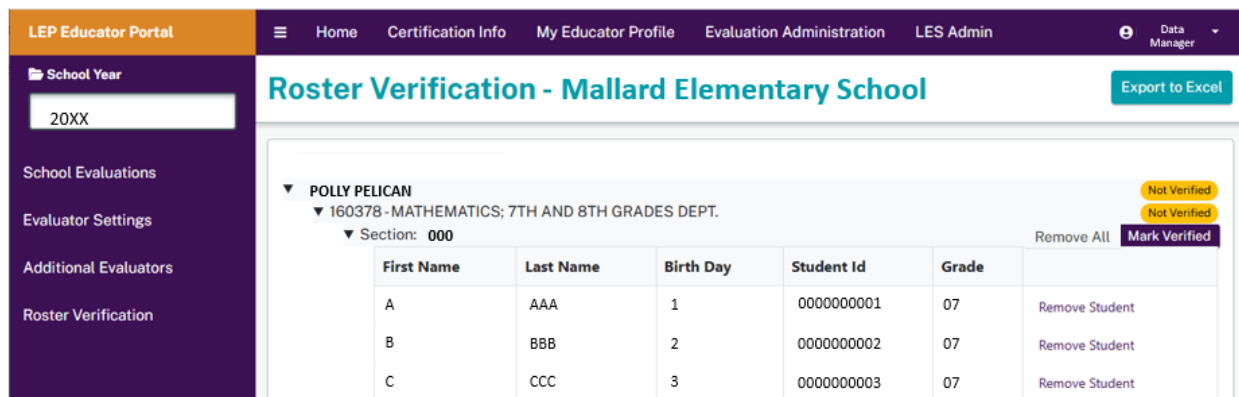 LEP Educator Portal
Home Certification Info My Educator Profile Evaluation Administration LES Admin Data Manager
School Year
20XX
School Evaluations
Evaluator Settings
Additional Evaluators
Roster Verification
Roster Verification - Mallard Elementary School
Export to Excel
POLLY PELICAN Not Verified
160378 - MATHEMATICS; 7TH AND 8TH GRADES DEPT. Not Verified
Section: 000 Remove All Mark Verified
First Name Last Name Birth Day Student Id Grade
A AAA 1 0000000001 07 Remove Student
B BBB 2 0000000002 07 Remove Student
C CCC 3 0000000003 07 Remove Student